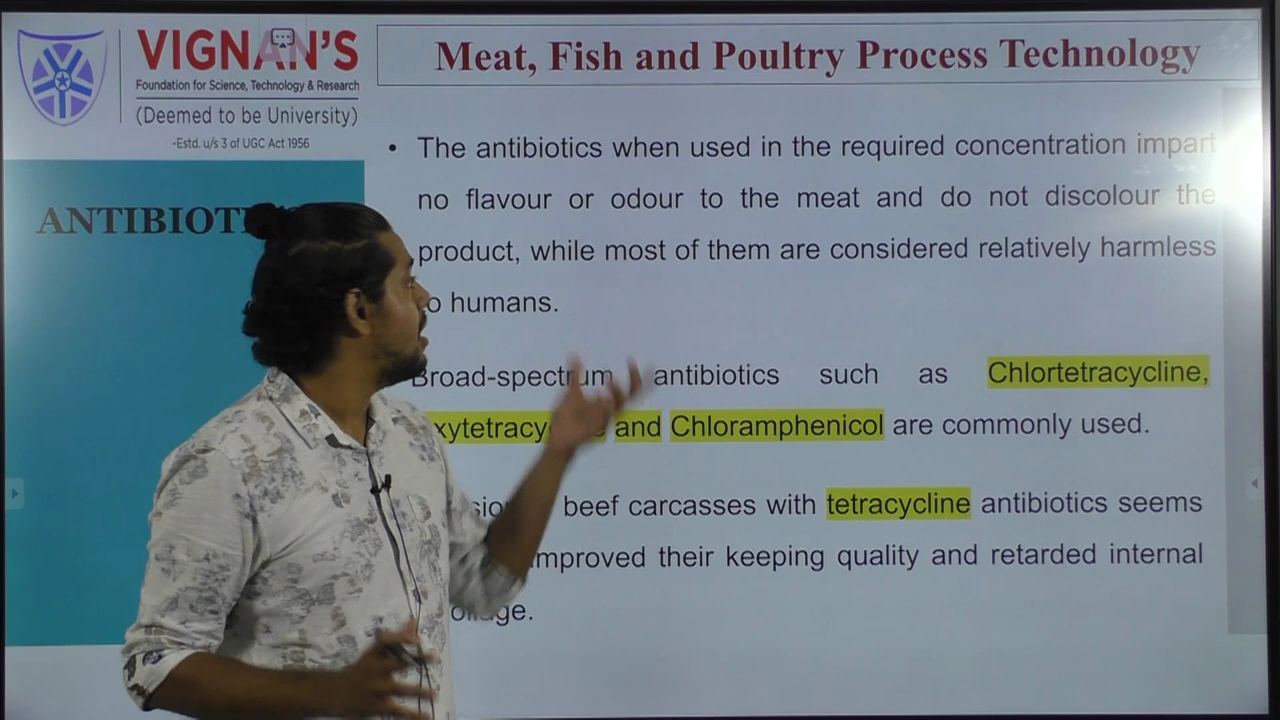 VIGNAN'S
Foundation for Science, Technology & Research
(Deemed to be University)
-Estd. u/s 3 of UGC Act 1956
Meat, Fish and Poultry Process Technology
• The antibiotics when used in the required concentration impart
no flavour or odour to the meat and do not discolour the
product, while most of them are considered relatively harmless
humans.
Broad-spectrum antibiotics such as Chlortetracycline,
and Chloramphenicol are commonly used.
beef carcasses with tetracycline antibiotics seems
improved their keeping quality and retarded internal